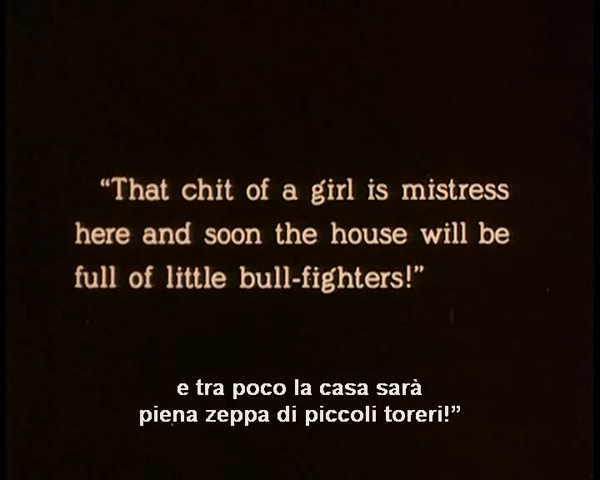 “That chit of a girl is mistress
here and soon the house will be
full of little bull-fighters!”
e tra poco la casa sarà
piena zeppa di piccoli toreri!”